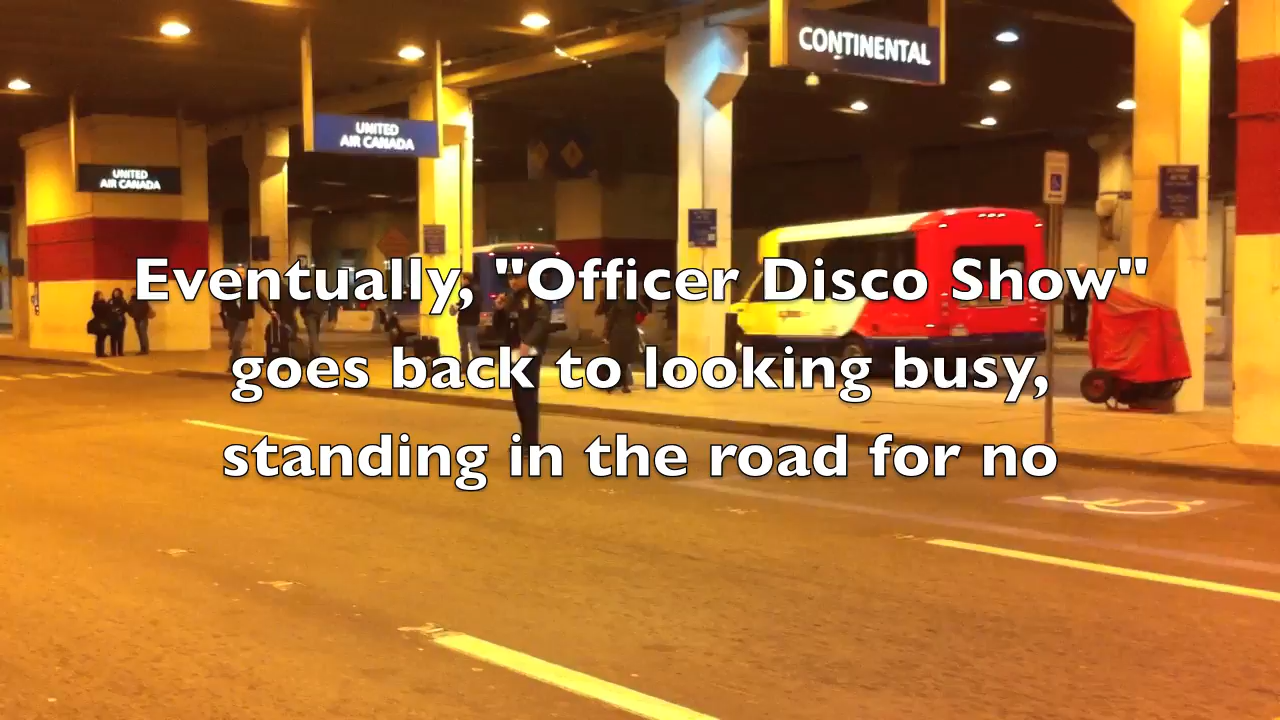 CONTINENTAL
UNITED
AIR CANADA
UNITED
AIR CANADA
Eventually, "Officer Disco Show"
goes back to looking busy,
standing in the road for no